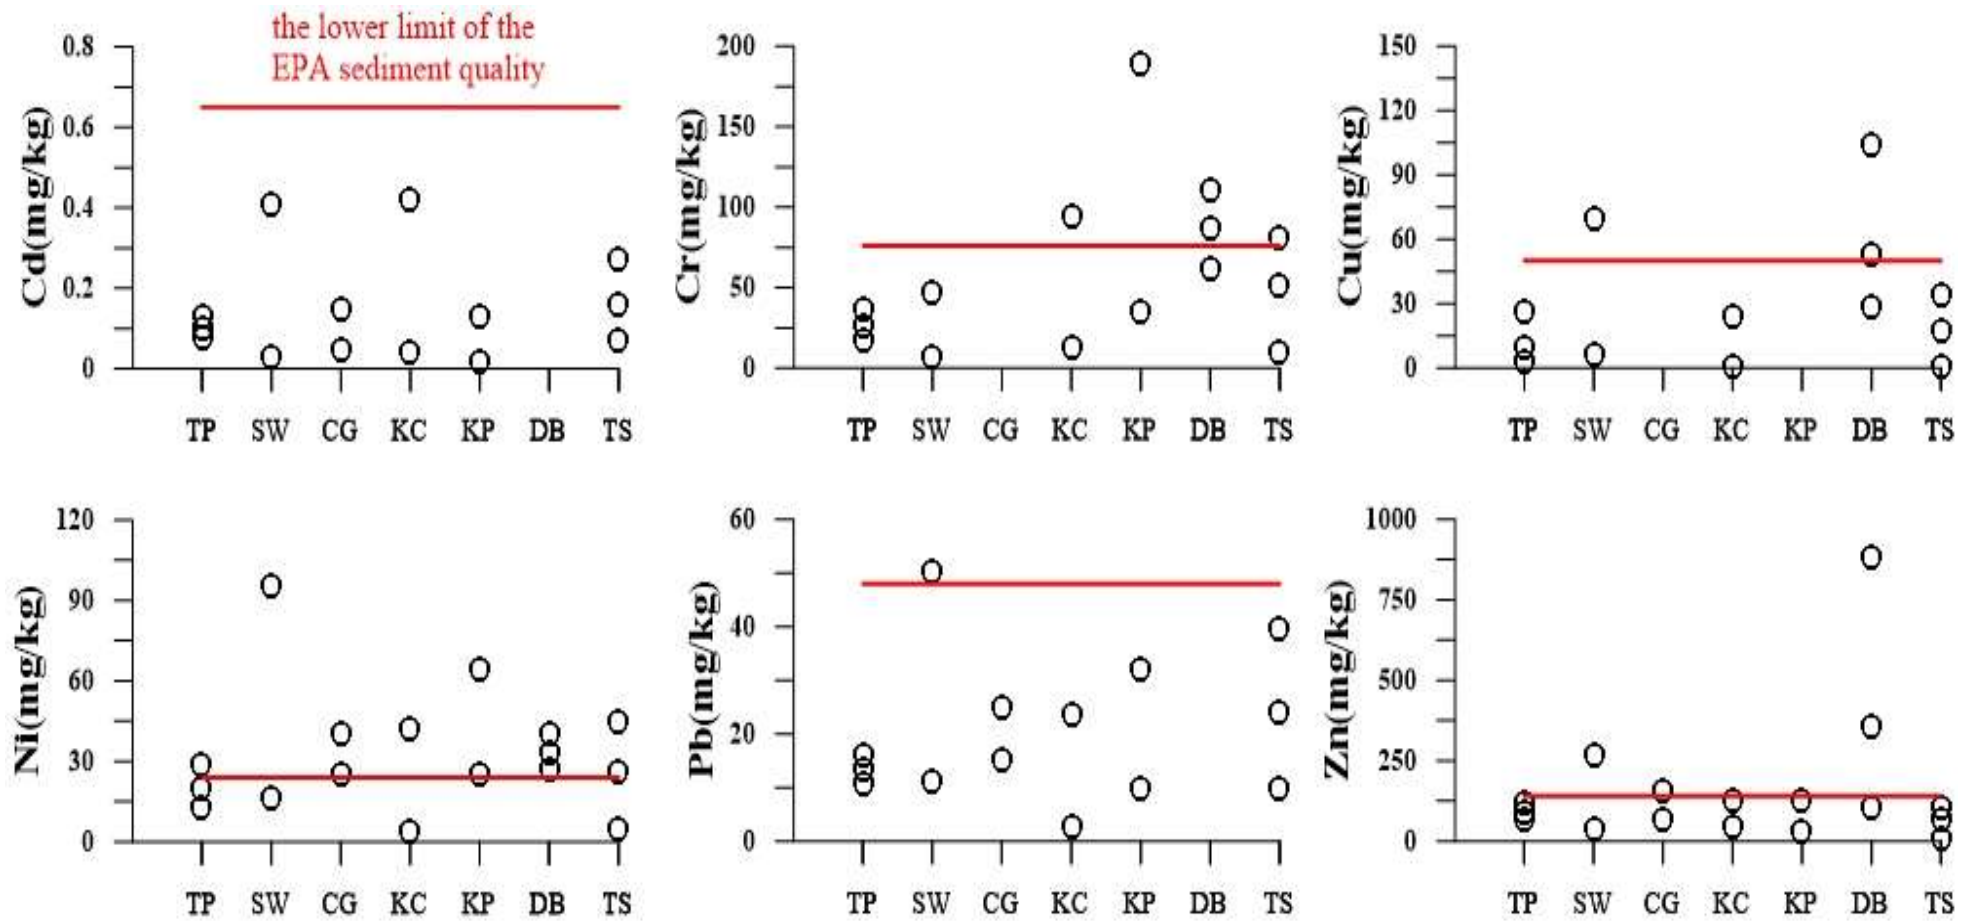 the lower limit of the
EPA sediment quality
Cd(mg/kg)
0.8
0.6
0.4
0.2
0
TP SW CG KC KP DB TS
Cr(mg/kg)
200
150
100
50
0
TP SW CG KC KP DB TS
Cu(mg/kg)
150
120
90
60
30
0
TP SW CG KC KP DB TS
Ni(mg/kg)
120
90
60
30
0
TP SW CG KC KP DB TS
Pb(mg/kg)
60
40
20
0
TP SW CG KC KP DB TS
Zn(mg/kg)
1000
750
500
250
0
TP SW CG KC KP DB TS